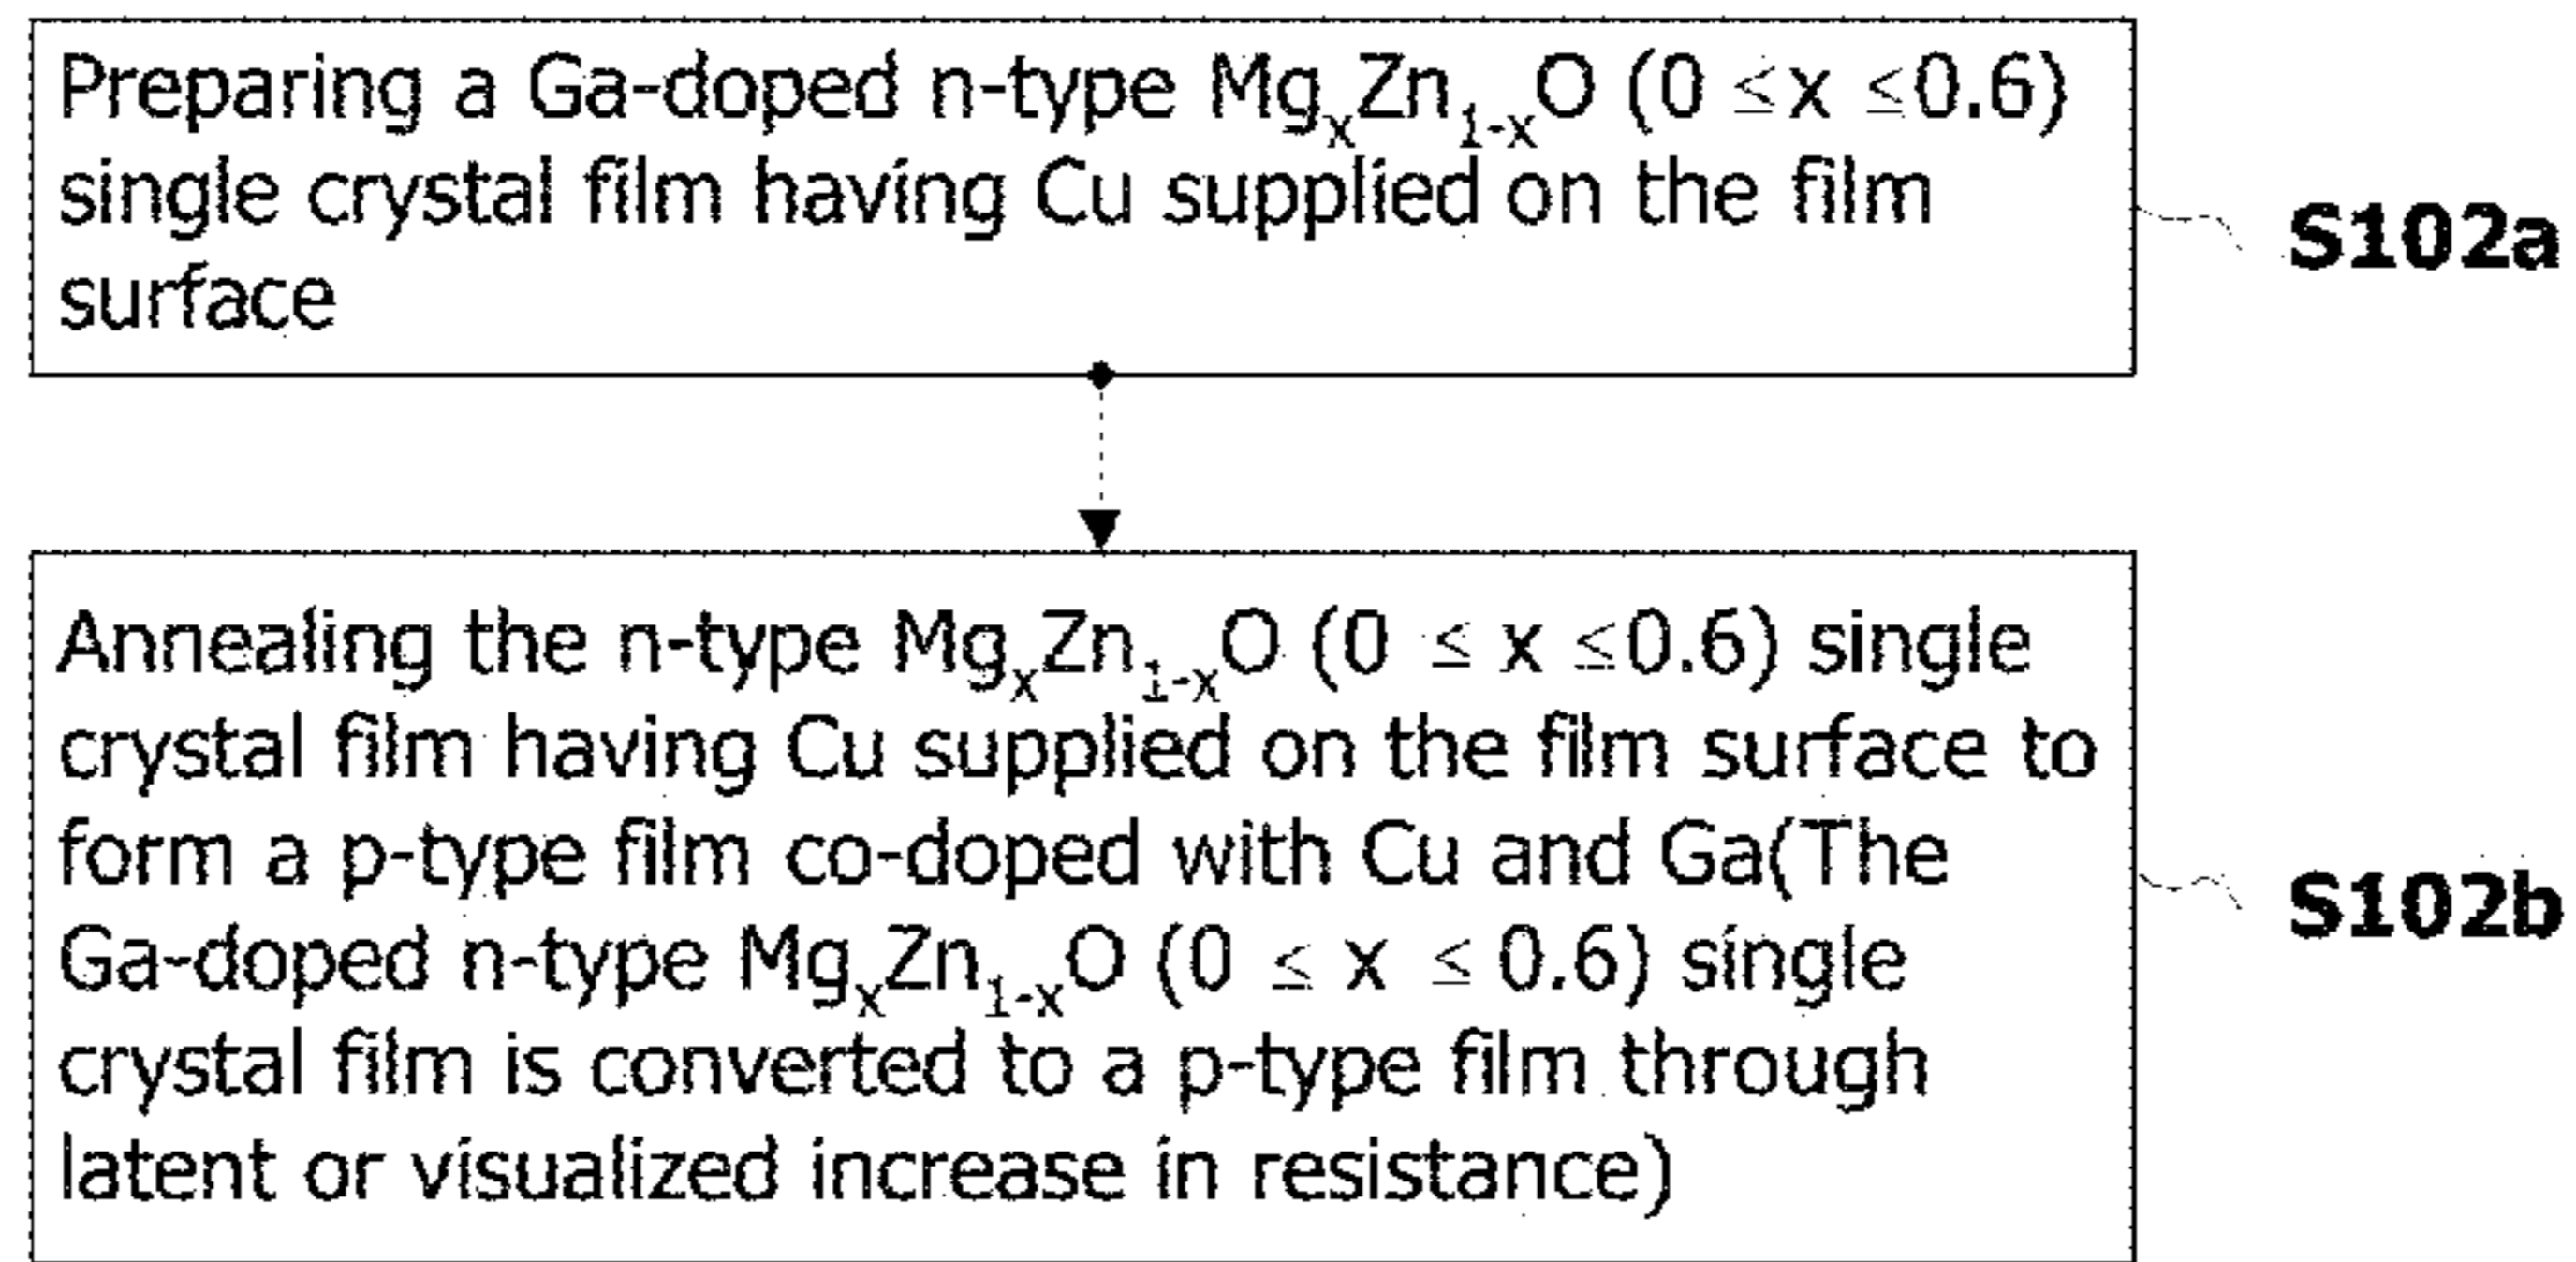 Preparing a Ga-doped n-type MgₓZn₁₋ₓO (0 ≤x ≤0.6)
single crystal film having Cu supplied on the film
surface
S102a
Annealing the n-type MgₓZn₁₋ₓO (0 ≤ x ≤0.6) single
crystal film having Cu supplied on the film surface to
form a p-type film co-doped with Cu and Ga(The
Ga-doped n-type MgₓZn₁₋ₓO (0 ≤ x ≤ 0.6) single
crystal film is converted to a p-type film through
latent or visualized increase in resistance)
S102b